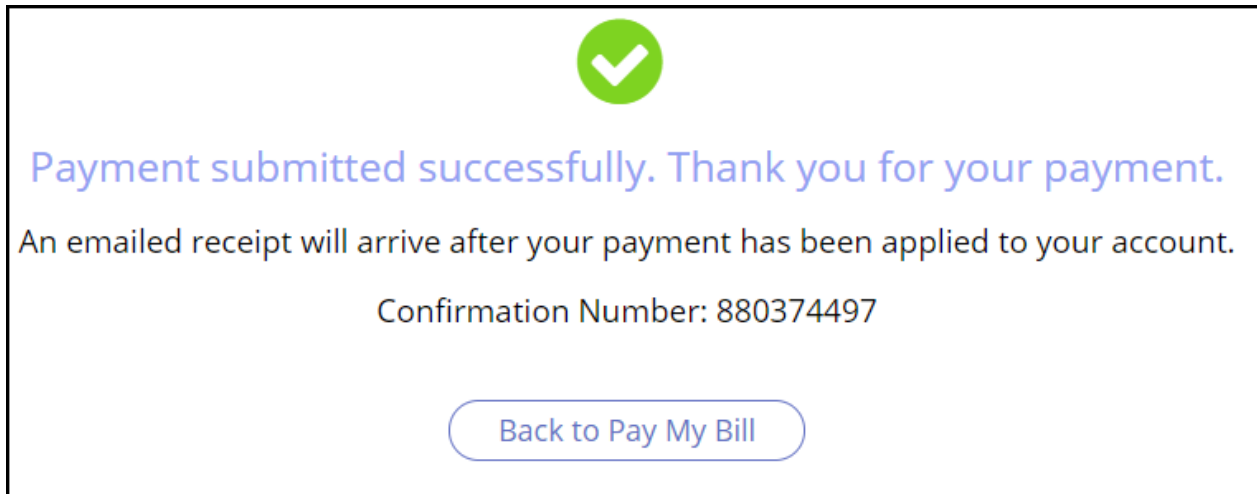 Payment submitted successfully. Thank you for your payment.
An emailed receipt will arrive after your payment has been applied to your account.
Confirmation Number: 880374497
Back to Pay My Bill